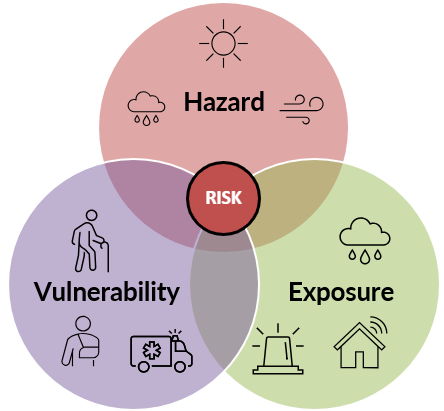 Hazard
RISK
Vulnerability
Exposure